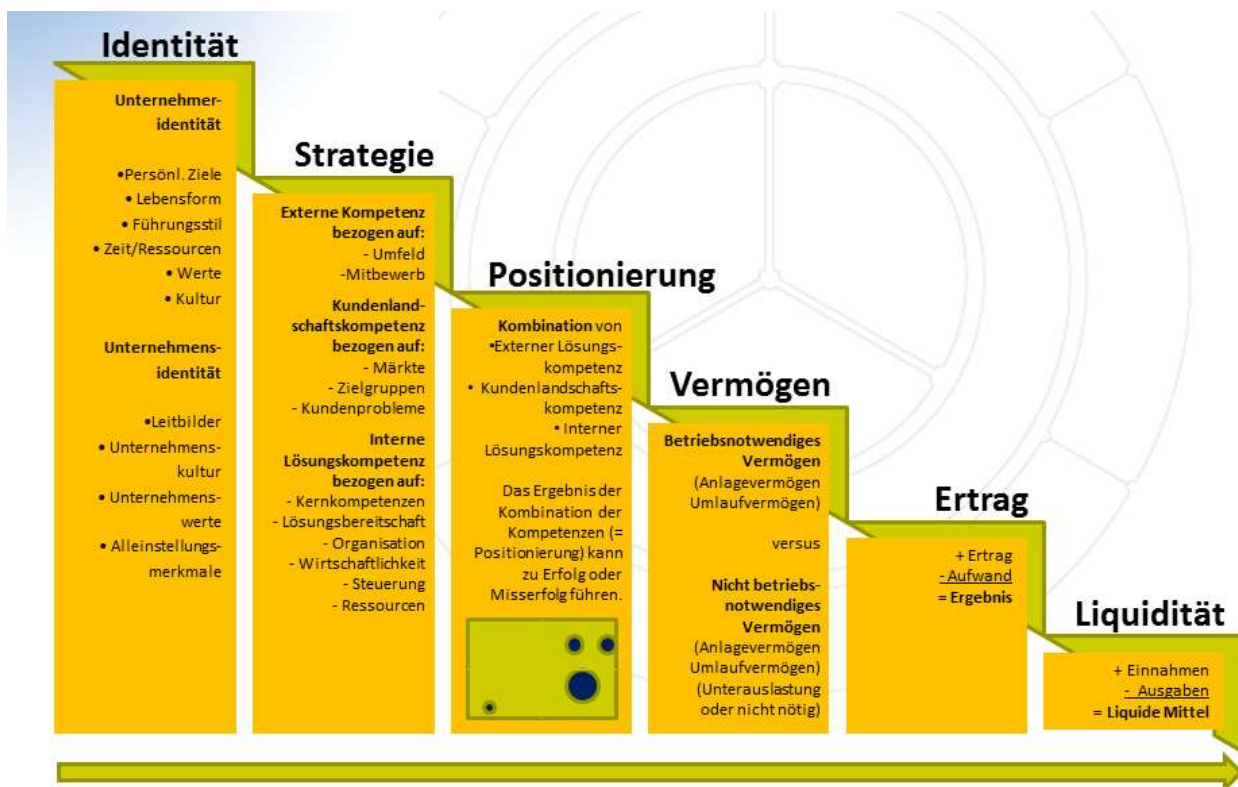 Identität
Unternehmer-
identität
•Persönl. Ziele
• Lebensform
• Führungsstil
• Zeit/Ressourcen
• Werte
• Kultur
Unternehmens-
identität
•Leitbilder
• Unternehmens-
kultur
• Unternehmens-
werte
• Alleinstellungs-
merkmale
Strategie
Externe Kompetenz
bezogen auf:
- Umfeld
-Mitbewerb
Kundenland-
schaftskompetenz
bezogen auf:
- Märkte
- Zielgruppen
- Kundenprobleme
Interne
Lösungskompetenz
bezogen auf:
- Kernkompetenzen
- Lösungsbereitschaft
- Organisation
- Wirtschaftlichkeit
- Steuerung
- Ressourcen
Positionierung
Kombination von
•Externer Lösungs-
kompetenz
• Kundenlandschafts-
kompetenz
• Interner
Lösungskompetenz
Das Ergebnis der
Kombination der
Kompetenzen (=
Positionierung) kann
zu Erfolg oder
Misserfolg führen.
Vermögen
Betriebsnotwendiges
Vermögen
(Anlagevermögen
Umlaufvermögen)
versus
Nicht betriebs-
notwendiges
Vermögen
(Anlagevermögen
Umlaufvermögen)
(Unterauslastung
oder nicht nötig)
Ertrag
+ Ertrag
- Aufwand
= Ergebnis
Liquidität
+ Einnahmen
- Ausgaben
= Liquide Mittel